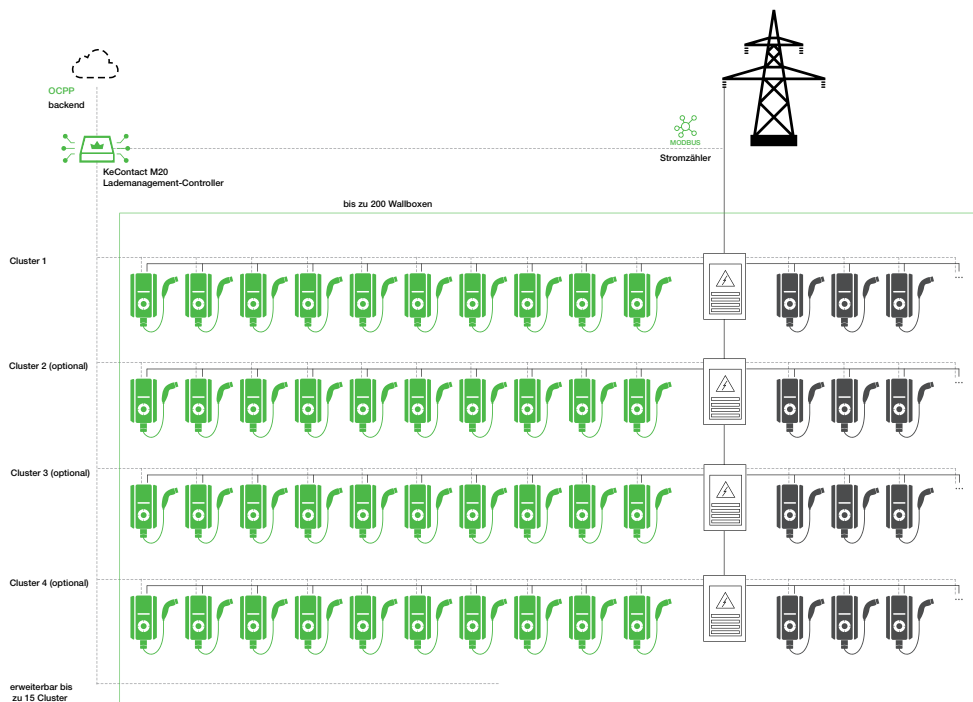 OCPP
backend
MODBUS
Stromzähler
KeContact M20
Lademanagement-Controller
bis zu 200 Wallboxen
Cluster 1
...
Cluster 2 (optional)
...
Cluster 3 (optional)
...
Cluster 4 (optional)
...
erweiterbar bis
zu 15 Cluster